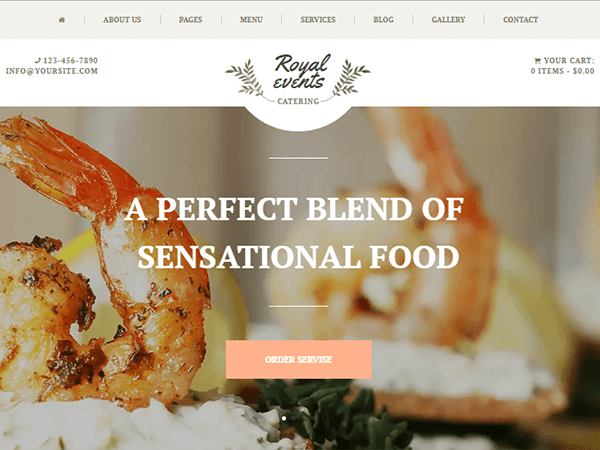 ABOUT US PAGES MENU SERVICES BLOG GALLERY CONTACT
123-456-7890
INFO@YOURSITE.COM
Royal
events
CATERING
YOUR CART:
0 ITEMS - $0.00
A PERFECT BLEND OF
SENSATIONAL FOOD
ORDER SERVISE